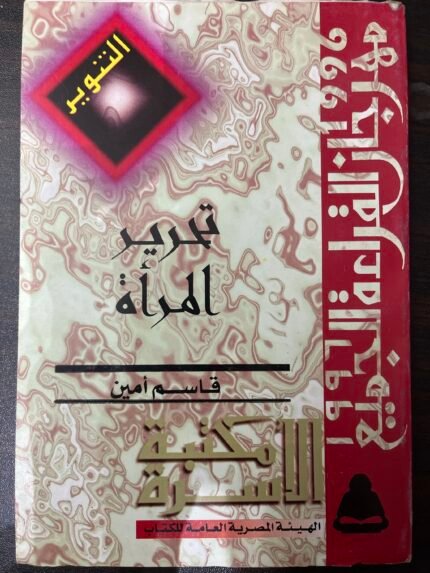 التنوير
تحرير
المرأة
قاسم أمين
مكتبة
الأسرة
الهيئة المصرية العامة للكتاب
مهرجان القراءة للجميع
١٩٩٦